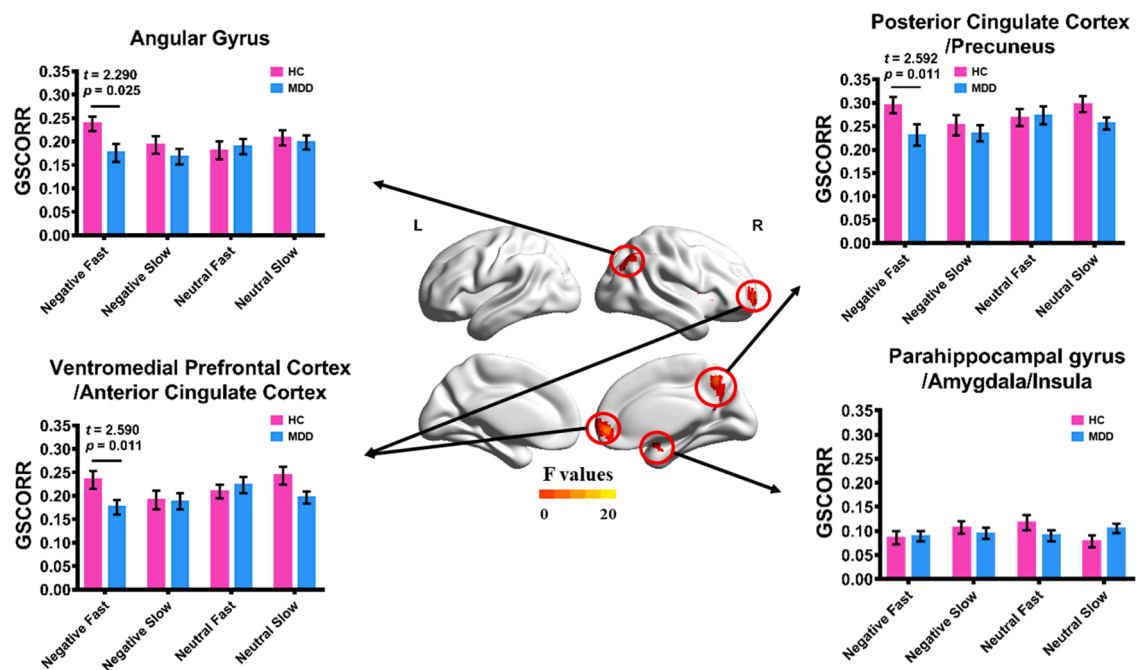 Angular Gyrus
GSCORR
0.35
0.30
0.25
0.20
0.15
0.10
0.05
0.00
t = 2.290
p = 0.025
HC
MDD
Negative Fast
Negative Slow
Neutral Fast
Neutral Slow
Posterior Cingulate Cortex
/Precuneus
GSCORR
0.35
0.30
0.25
0.20
0.15
0.10
0.05
0.00
t = 2.592
p = 0.011
HC
MDD
Negative Fast
Negative Slow
Neutral Fast
Neutral Slow
L
R
F values
0
20
Ventromedial Prefrontal Cortex
/Anterior Cingulate Cortex
GSCORR
0.35
0.30
0.25
0.20
0.15
0.10
0.05
0.00
t = 2.590
p = 0.011
HC
MDD
Negative Fast
Negative Slow
Neutral Fast
Neutral Slow
Parahippocampal gyrus
/Amygdala/Insula
GSCORR
0.35
0.30
0.25
0.20
0.15
0.10
0.05
0.00
HC
MDD
Negative Fast
Negative Slow
Neutral Fast
Neutral Slow